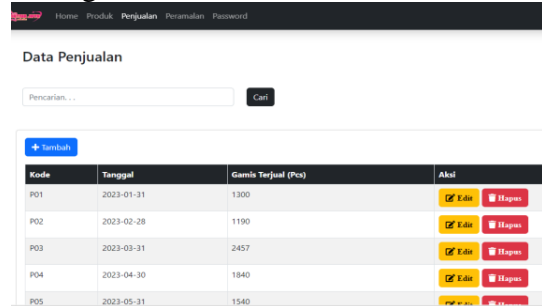 Home Produk Penjualan Peramalan Password
Data Penjualan
Pencarian... Cari
+ Tambah
Kode Tanggal Gamis Terjual (Pcs) Aksi
P01 2023-01-31 1300 Edit Hapus
P02 2023-02-28 1190 Edit Hapus
P03 2023-03-31 2457 Edit Hapus
P04 2023-04-30 1840 Edit Hapus
P05 2023-05-31 1540 Edit Hapus